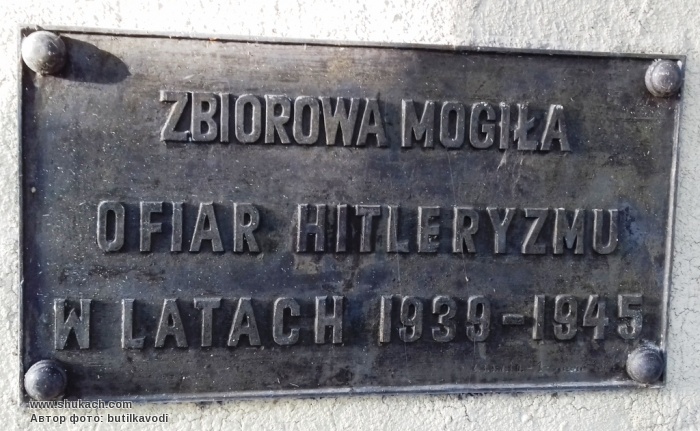 ZBIOROWA MOGIŁA
OFIAR HITLERYZMU
W LATACH 1939-1945
www.shukach.com
Автор фото: butilkavodi